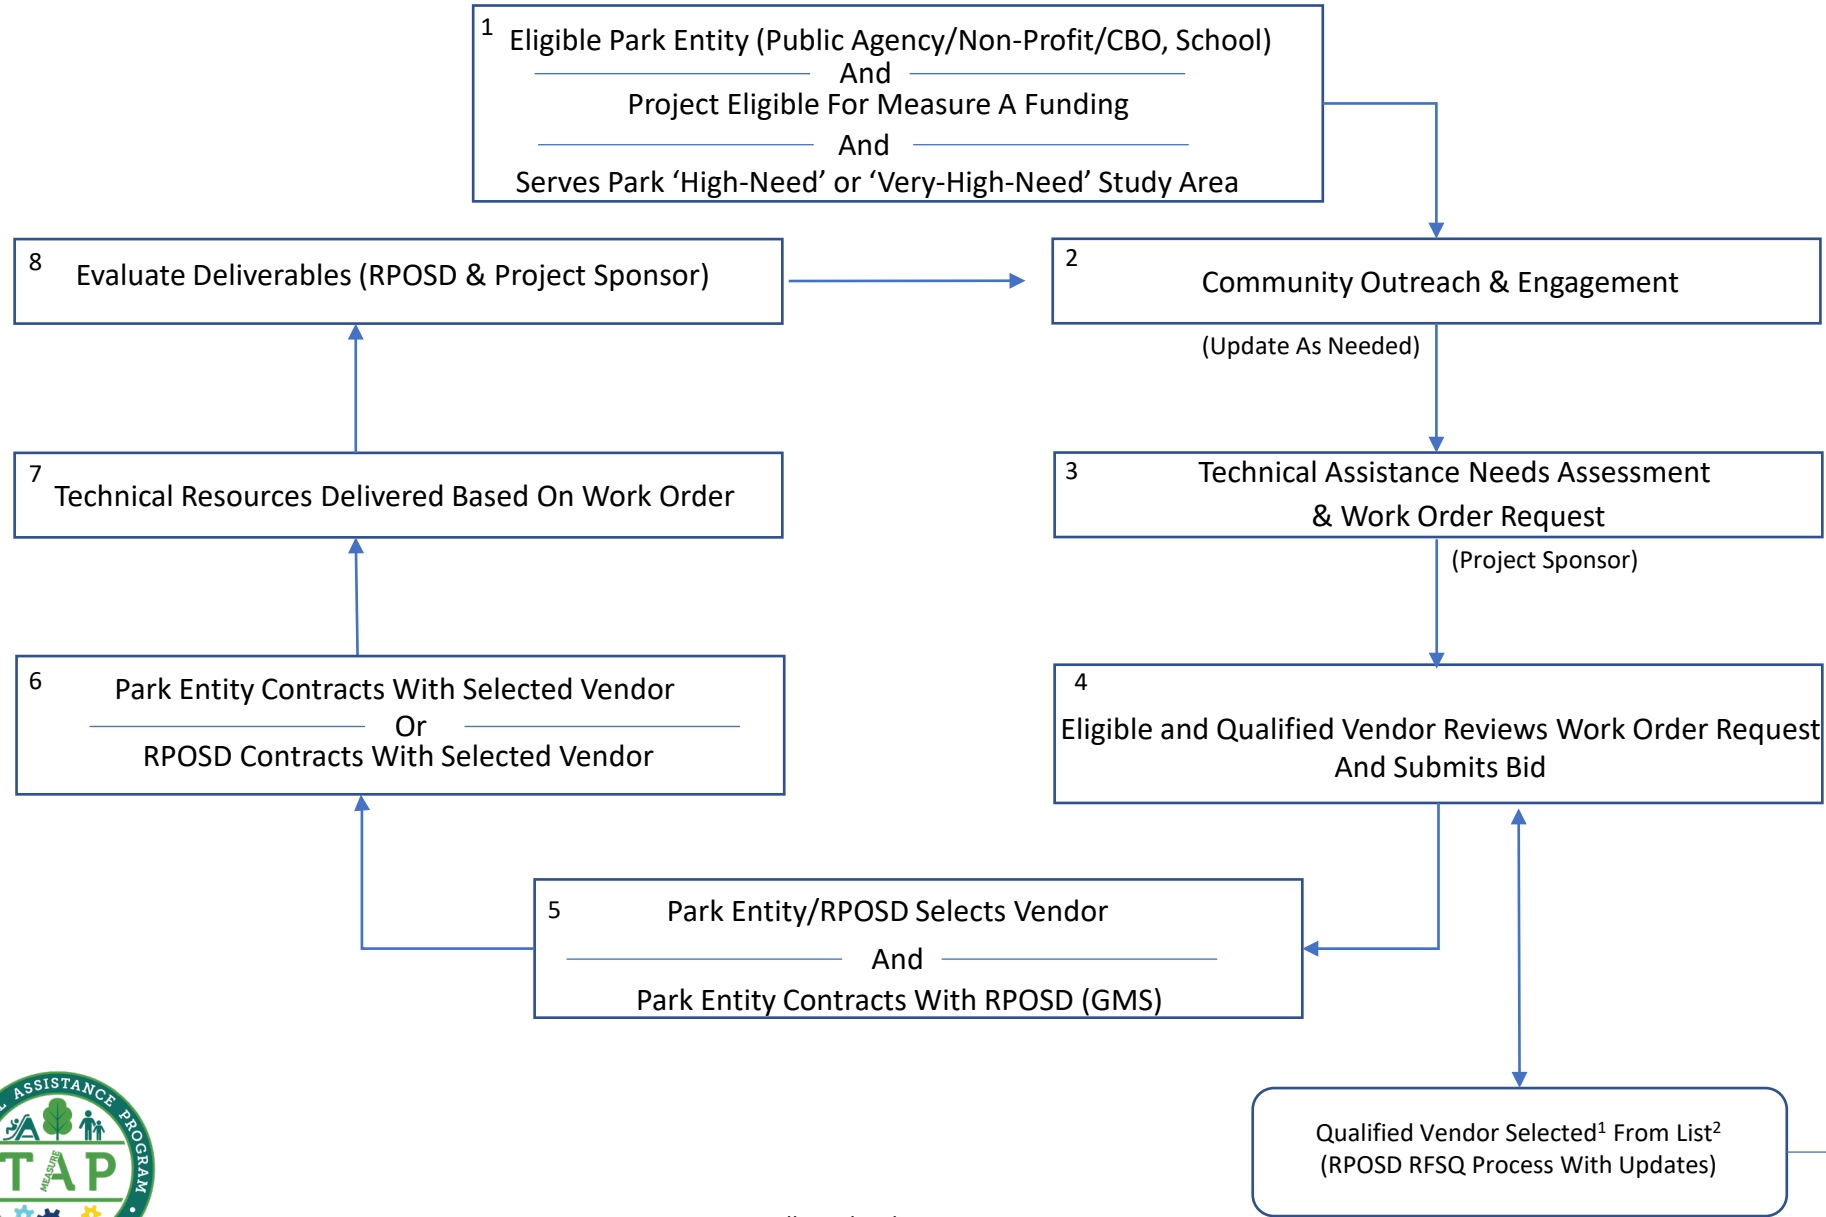 1
Eligible Park Entity (Public Agency/Non-Profit/CBO, School)
And
Project Eligible For Measure A Funding
And
Serves Park ‘High-Need’ or ‘Very-High-Need’ Study Area
8
Evaluate Deliverables (RPOSD & Project Sponsor)
2
Community Outreach & Engagement
(Update As Needed)
7
Technical Resources Delivered Based On Work Order
3
Technical Assistance Needs Assessment
& Work Order Request
(Project Sponsor)
6
Park Entity Contracts With Selected Vendor
Or
RPOSD Contracts With Selected Vendor
4
Eligible and Qualified Vendor Reviews Work Order Request
And Submits Bid
5
Park Entity/RPOSD Selects Vendor
And
Park Entity Contracts With RPOSD (GMS)
Qualified Vendor Selected¹ From List²
(RPOSD RFSQ Process With Updates)
ASSISTANCE PROGRAM •
TAP
MEASURE